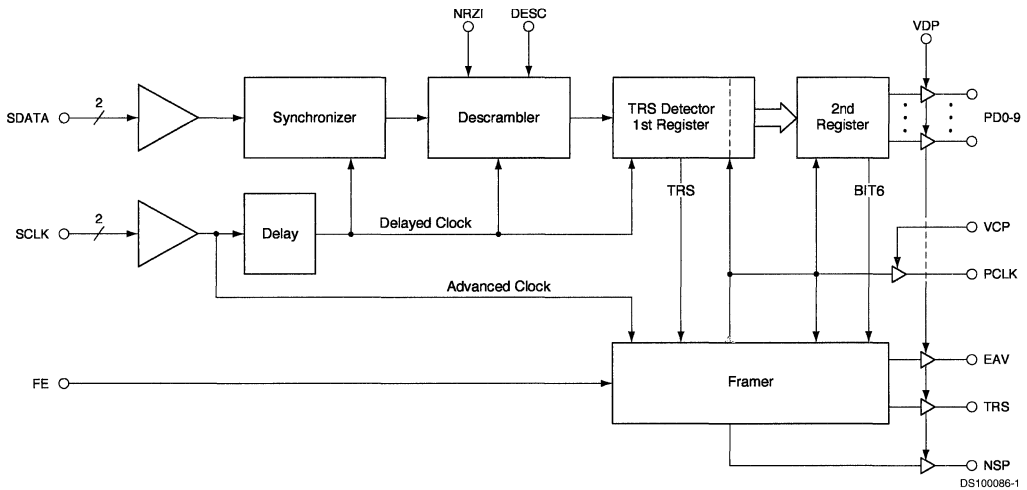 NRZI
DESC
VDP
SDATA
2
Synchronizer
Descrambler
TRS Detector
1st Register
2nd
Register
PD0-9
TRS
BIT6
SCLK
2
Delay
Delayed Clock
VCP
PCLK
Advanced Clock
FE
Framer
EAV
TRS
NSP
DS100086-1